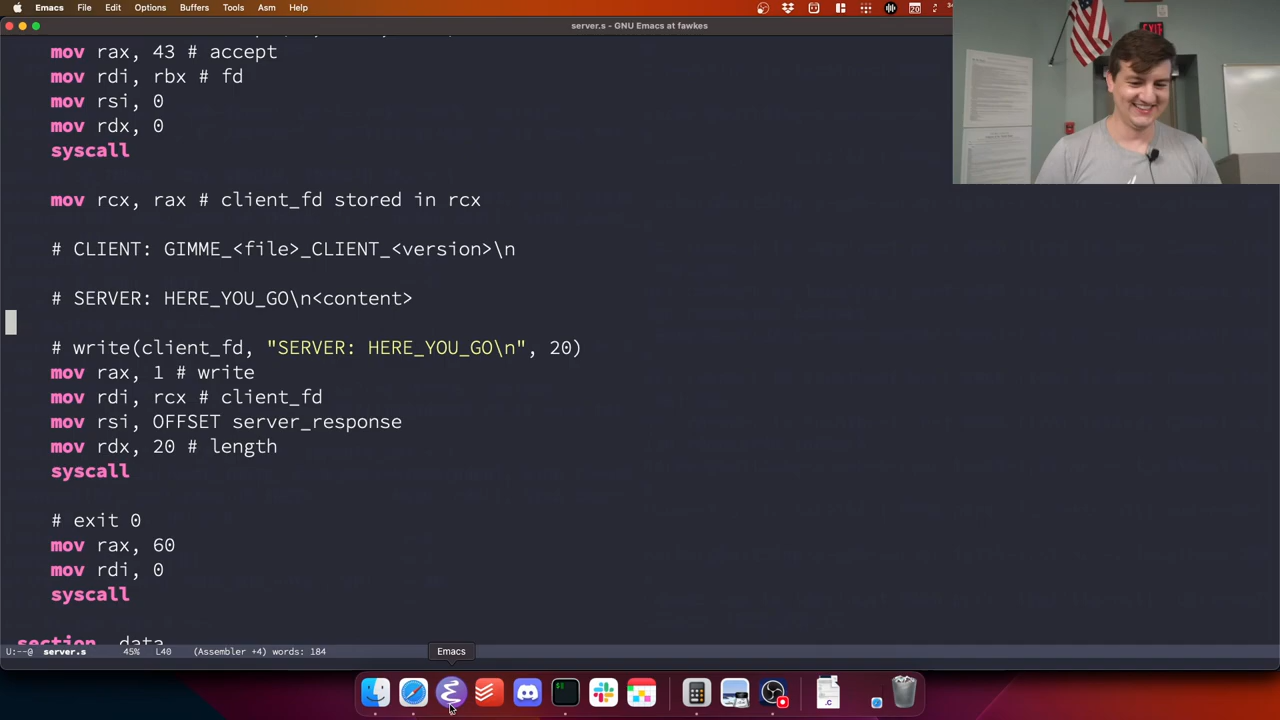 Emacs File Edit Options Buffers Tools Asm Help
20
server.s - GNU Emacs at fawkes
mov rax, 43 # accept
mov rdi, rbx # fd
mov rsi, 0
mov rdx, 0
syscall
mov rcx, rax # client_fd stored in rcx
# CLIENT: GIMME_<file>_CLIENT_<version>\n
# SERVER: HERE_YOU_GO\n<content>
# write(client_fd, "SERVER: HERE_YOU_GO\n", 20)
mov rax, 1 # write
mov rdi, rcx # client_fd
mov rsi, OFFSET server_response
mov rdx, 20 # length
syscall
# exit 0
mov rax, 60
mov rdi, 0
syscall
section data
U:--@ server.s 45% L40 (Assembler +4) words: 184
Emacs
EXIT
.C